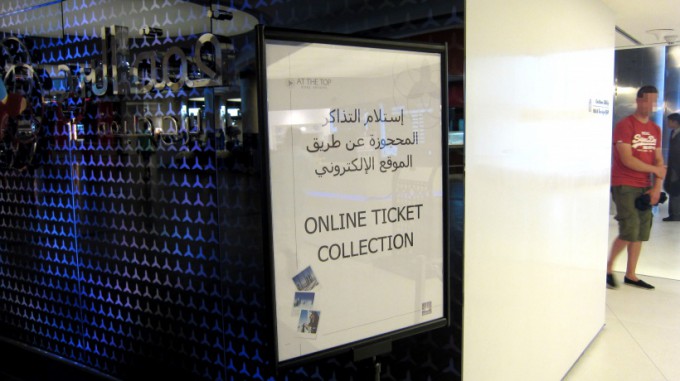 AT THE TOP
إستلام التذاكر
المحجوزة عن طريق
الموقع الإلكتروني
ONLINE TICKET
COLLECTION